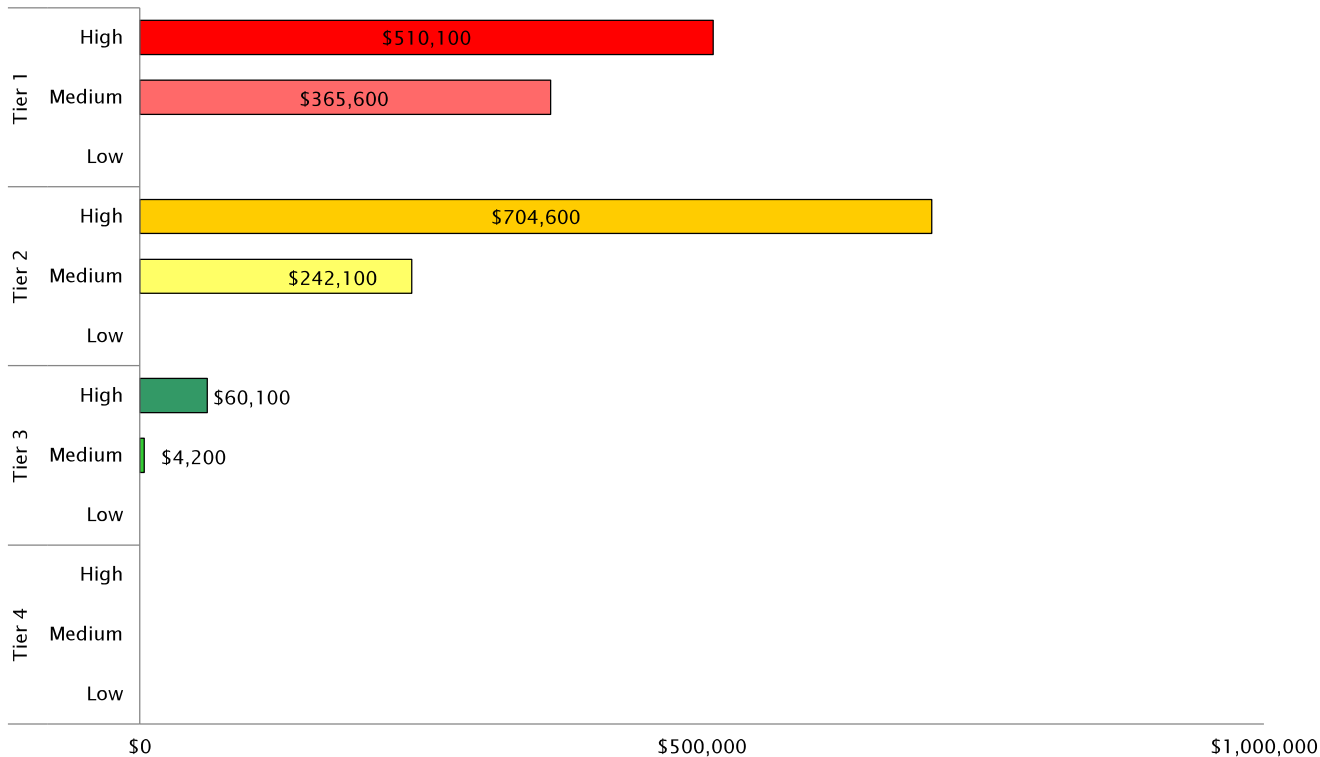 Tier 1
High
$510,100
Medium
$365,600
Low
Tier 2
High
$704,600
Medium
$242,100
Low
Tier 3
High
$60,100
Medium
$4,200
Low
Tier 4
High
Medium
Low
$0
$500,000
$1,000,000